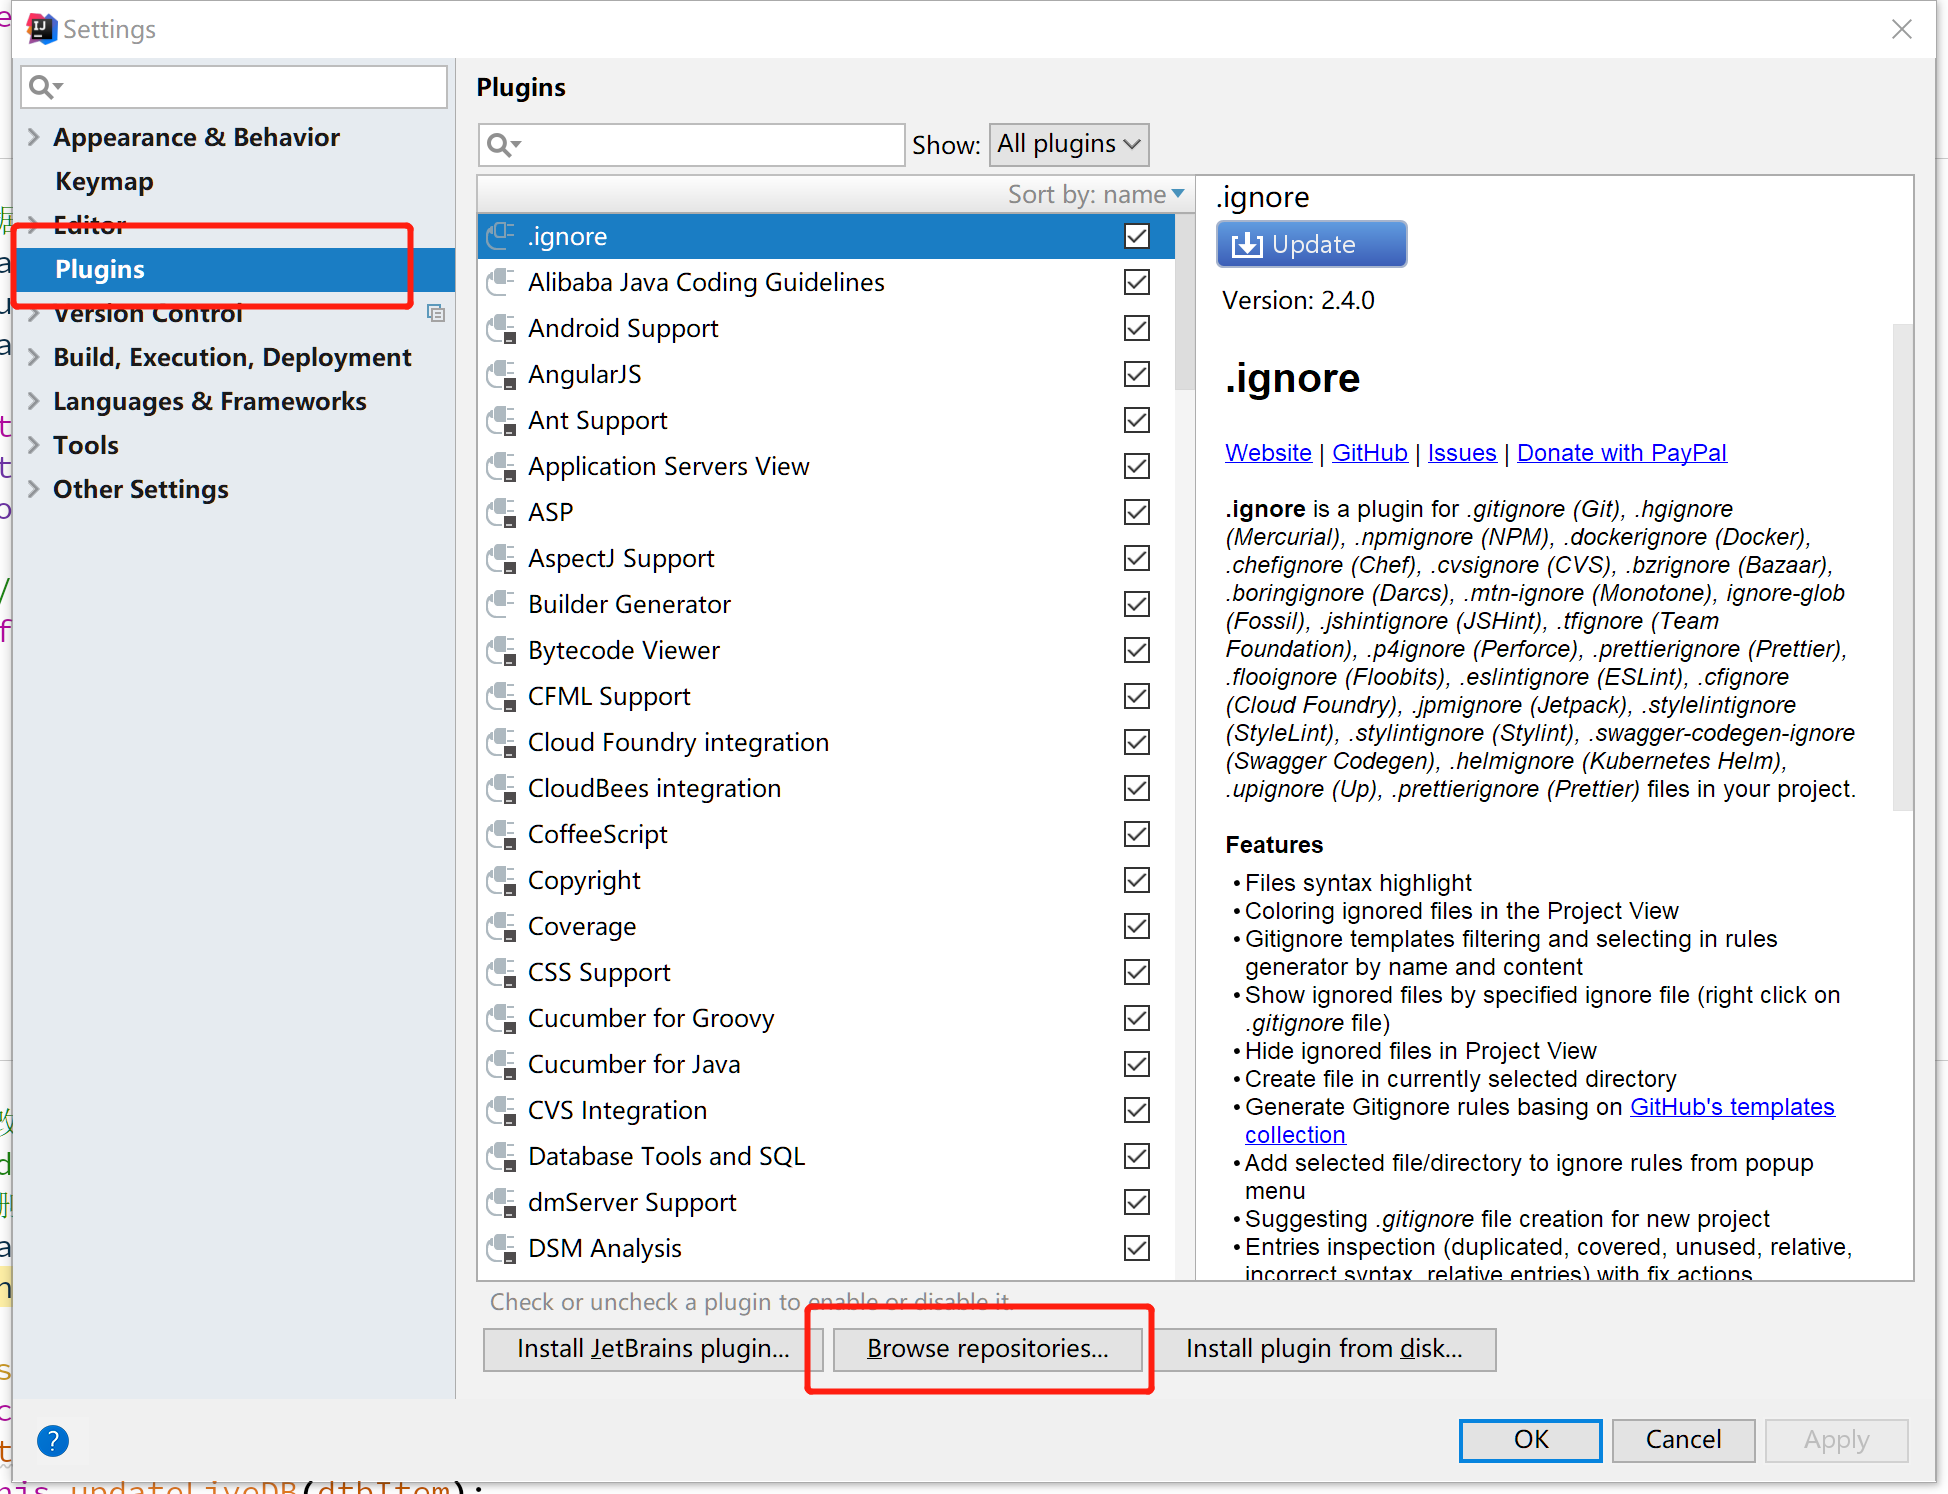 Settings
Appearance & Behavior
Keymap
Editor
Plugins
Version Control
Build, Execution, Deployment
Languages & Frameworks
Tools
Other Settings
Plugins
Show: All plugins
Sort by: name
.ignore
Alibaba Java Coding Guidelines
Android Support
AngularJS
Ant Support
Application Servers View
ASP
AspectJ Support
Builder Generator
Bytecode Viewer
CFML Support
Cloud Foundry integration
CloudBees integration
CoffeeScript
Copyright
Coverage
CSS Support
Cucumber for Groovy
Cucumber for Java
CVS Integration
Database Tools and SQL
dmServer Support
DSM Analysis
.ignore
Update
Version: 2.4.0
.ignore
Website | GitHub | Issues | Donate with PayPal
.ignore is a plugin for .gitignore (Git), .hgignore
(Mercurial), .npmignore (NPM), .dockerignore (Docker),
.chefignore (Chef), .cvsignore (CVS), .bzrignore (Bazaar),
.boringignore (Darcs), .mtn-ignore (Monotone), ignore-glob
(Fossil), .jshintignore (JSHint), .tfignore (Team
Foundation), .p4ignore (Perforce), .prettierignore (Prettier),
.flooignore (Floobits), .eslintignore (ESLint), .cfignore
(Cloud Foundry), .jpmignore (Jetpack), .stylelintignore
(StyleLint), .stylintignore (Stylint), .swagger-codegen-ignore
(Swagger Codegen), .helmignore (Kubernetes Helm),
.upignore (Up), .prettierignore (Prettier) files in your project.
Features
• Files syntax highlight
• Coloring ignored files in the Project View
• Gitignore templates filtering and selecting in rules
generator by name and content
• Show ignored files by specified ignore file (right click on
.gitignore file)
• Hide ignored files in Project View
• Create file in currently selected directory
• Generate Gitignore rules basing on GitHub's templates
collection
• Add selected file/directory to ignore rules from popup
menu
• Suggesting .gitignore file creation for new project
• Entries inspection (duplicated, covered, unused, relative,
incorrect syntax, relative entries) with fix actions
Check or uncheck a plugin to enable or disable it.
Install JetBrains plugin...
Browse repositories...
Install plugin from disk...
?
OK
Cancel
Apply
updateLiveDB(dtbItem);